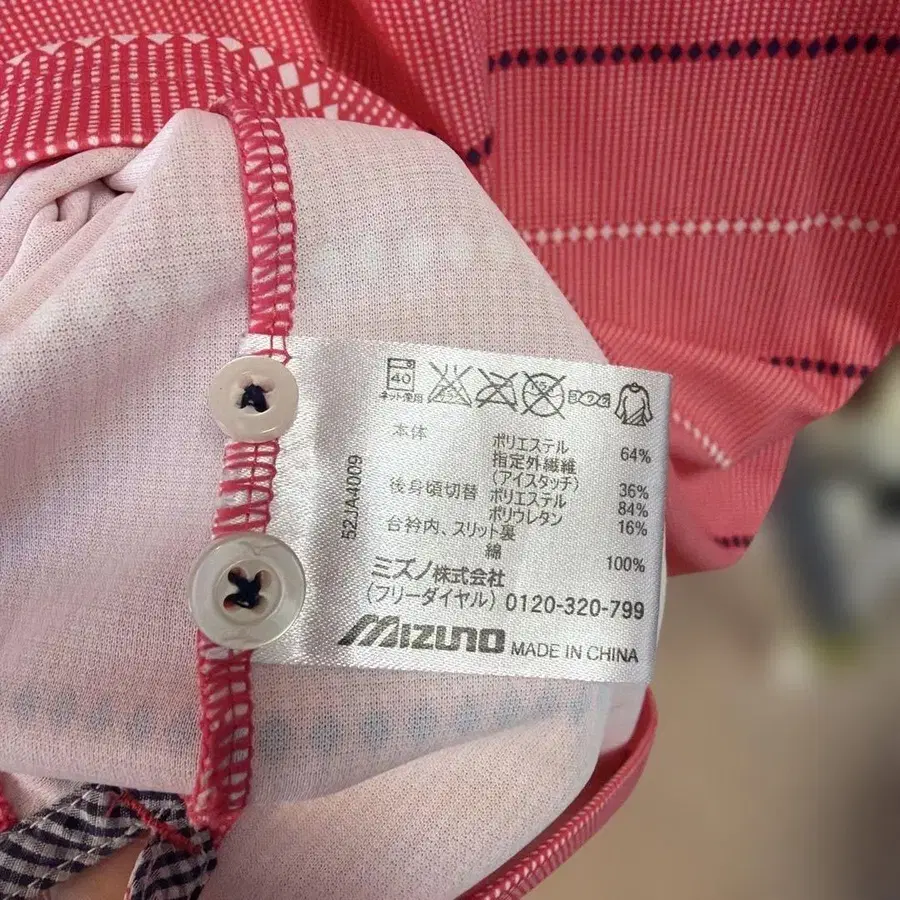 40
ネット使用
本体 ポリエステル 64%
指定外繊維
(アイスタッチ) 36%
後身頃切替 ポリエステル 84%
ポリウレタン 16%
台衿内、スリット裏
綿 100%
ミズノ株式会社
(フリーダイヤル) 0120-320-799
MIZUNO MADE IN CHINA
52JA4009